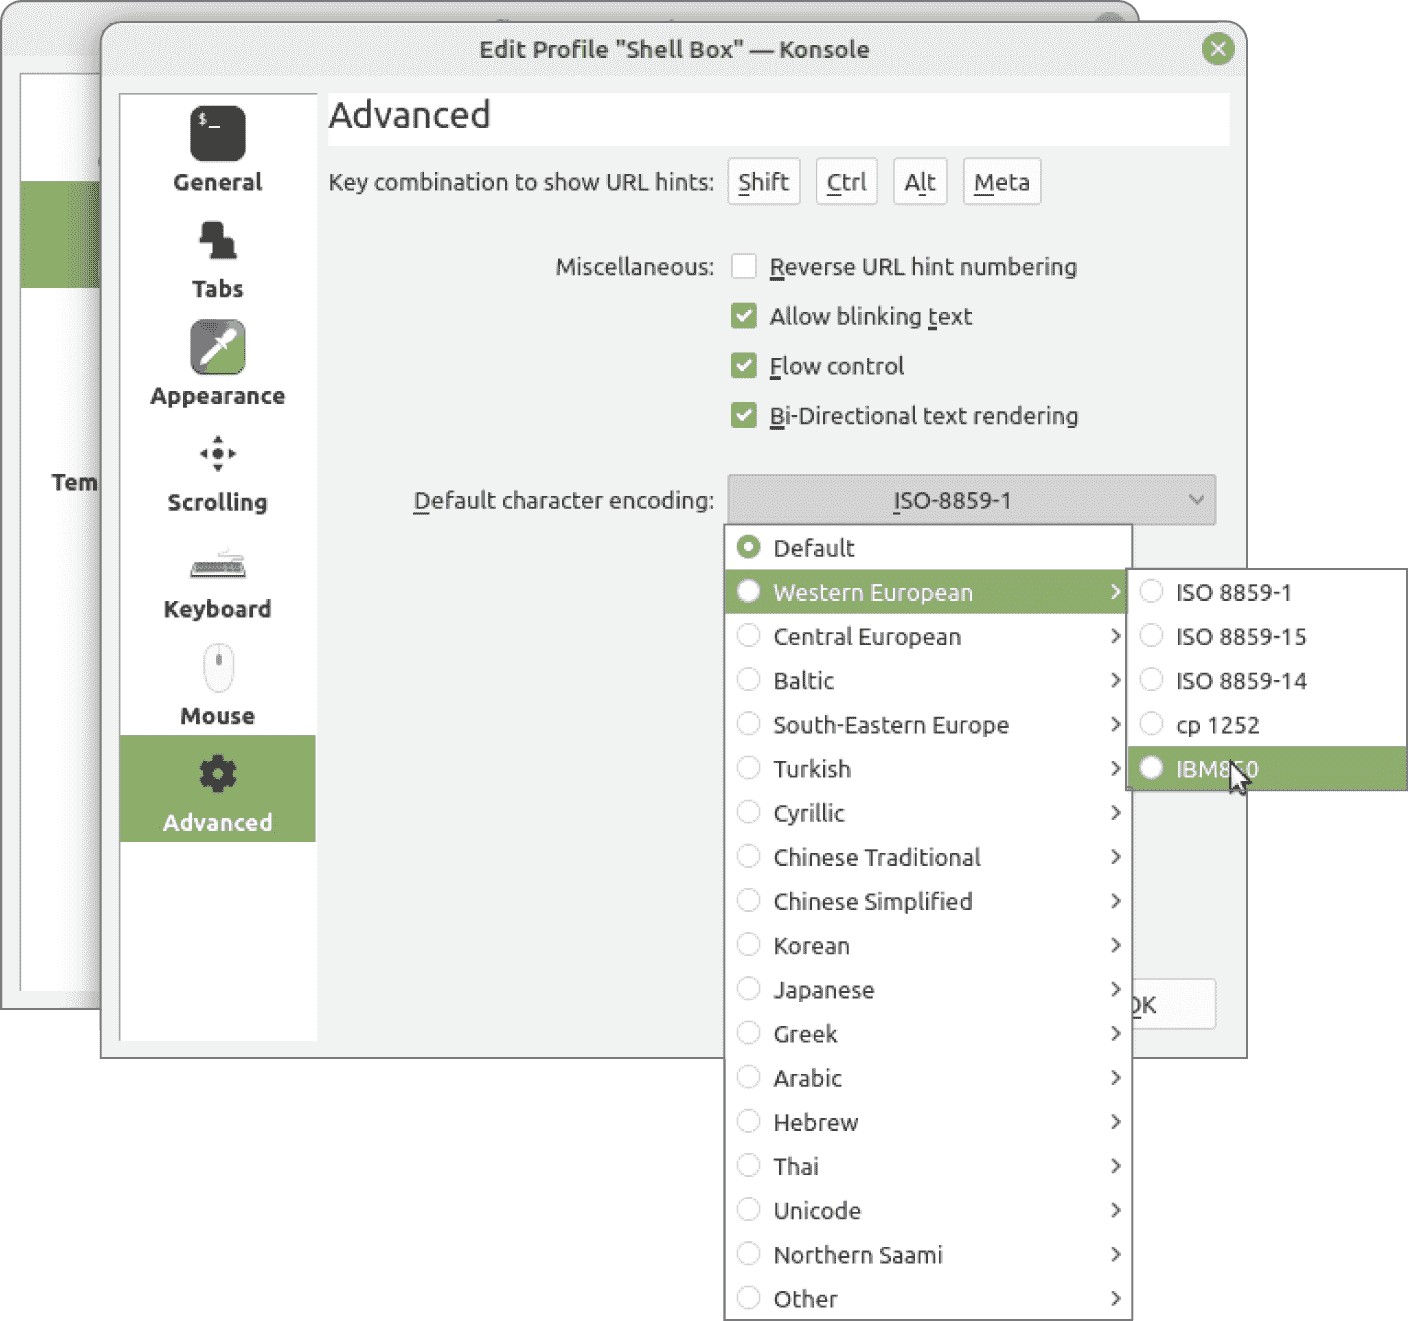 Edit Profile "Shell Box" — Konsole
$_
General
Tabs
Appearance
Scrolling
Keyboard
Mouse
Advanced
Tem
Advanced
Key combination to show URL hints: Shift Ctrl Alt Meta
Miscellaneous: Reverse URL hint numbering
Allow blinking text
Flow control
Bi-Directional text rendering
Default character encoding: ISO-8859-1
Default
Western European
Central European
Baltic
South-Eastern Europe
Turkish
Cyrillic
Chinese Traditional
Chinese Simplified
Korean
Japanese
Greek
Arabic
Hebrew
Thai
Unicode
Northern Saami
Other
ISO 8859-1
ISO 8859-15
ISO 8859-14
cp 1252
IBM850
OK